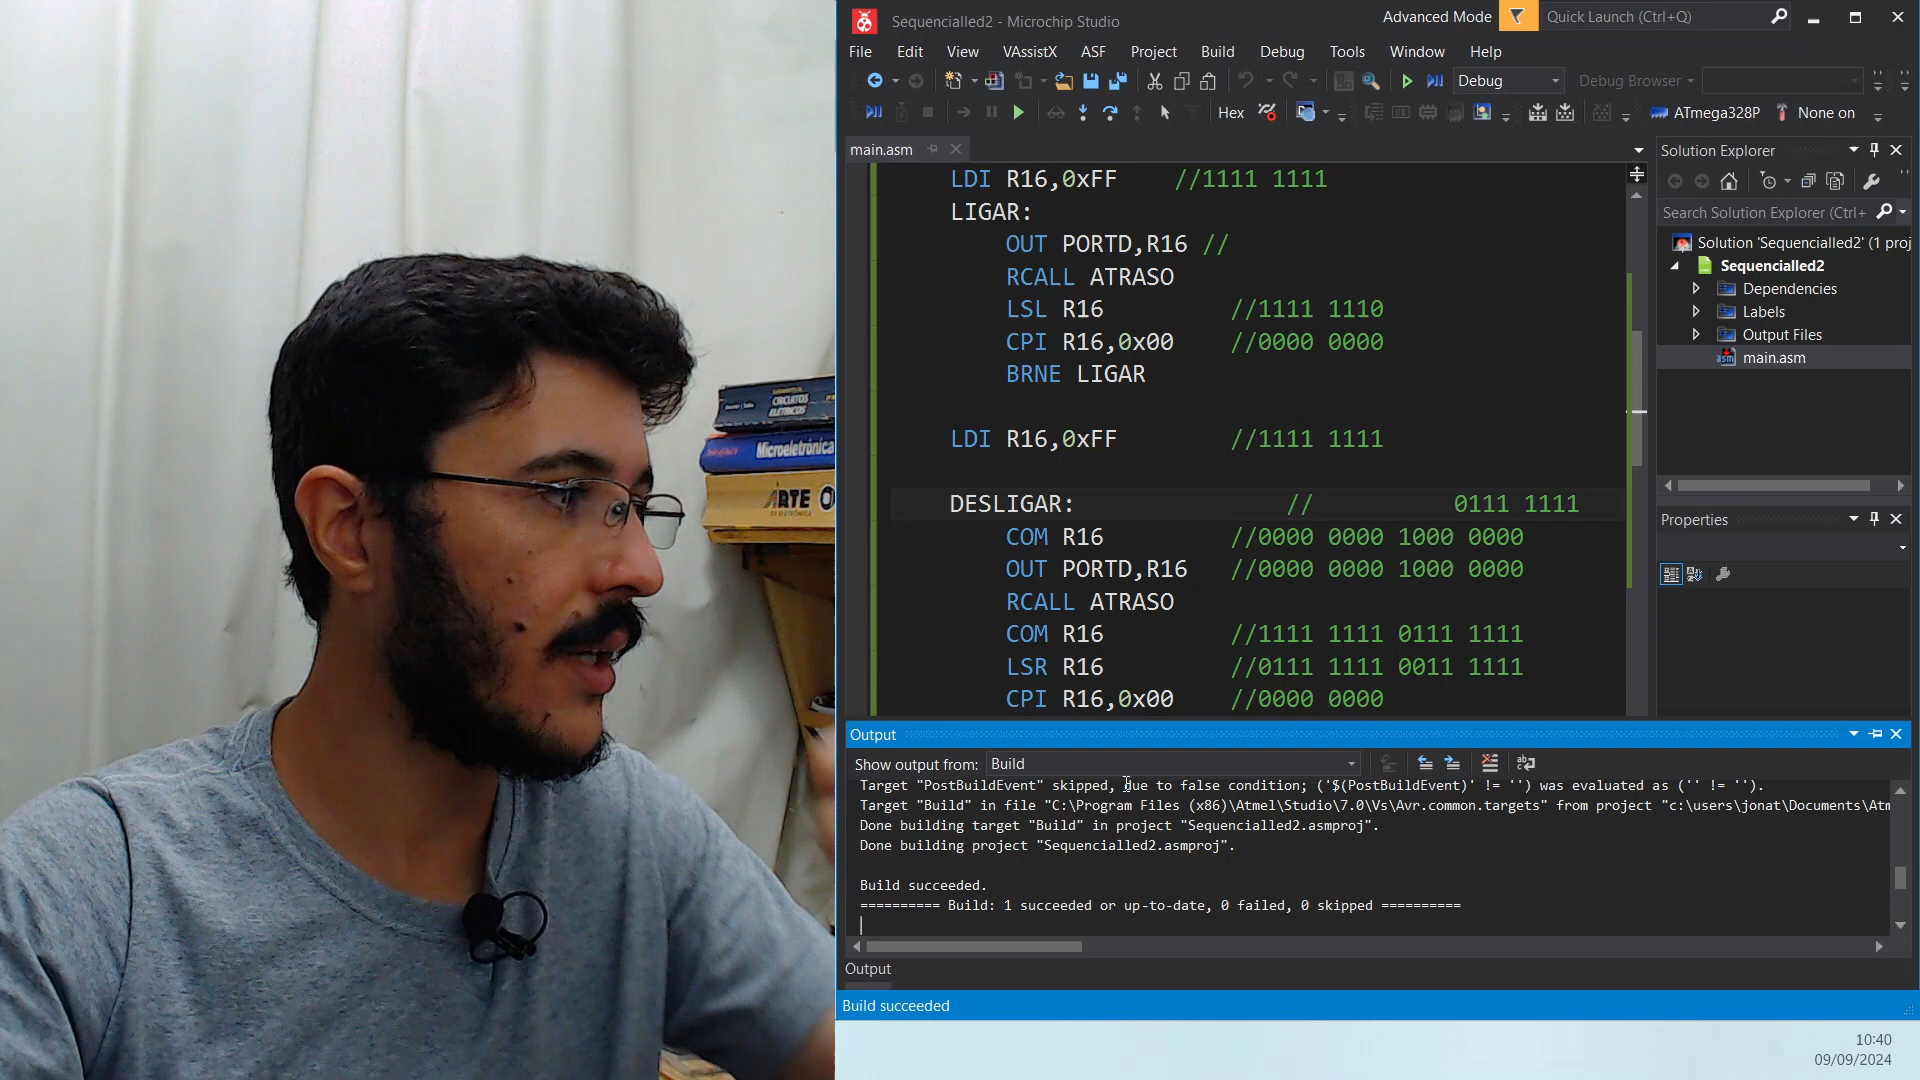 Sequencialled2 - Microchip Studio
Advanced Mode
Quick Launch (Ctrl+Q)
File Edit View VAssistX ASF Project Build Debug Tools Window Help
Debug
Debug Browser
Hex
ATmega328P
None on
main.asm
LDI R16,0xFF //1111 1111
LIGAR:
OUT PORTD,R16 //
RCALL ATRASO
LSL R16 //1111 1110
CPI R16,0x00 //0000 0000
BRNE LIGAR
LDI R16,0xFF //1111 1111
DESLIGAR: // 0111 1111
COM R16 //0000 0000 1000 0000
OUT PORTD,R16 //0000 0000 1000 0000
RCALL ATRASO
COM R16 //1111 1111 0111 1111
LSR R16 //0111 1111 0011 1111
CPI R16,0x00 //0000 0000
Solution Explorer
Search Solution Explorer (Ctrl+
Solution 'Sequencialled2' (1 proj
Sequencialled2
Dependencies
Labels
Output Files
asm main.asm
Properties
Output
Show output from: Build
Target "PostBuildEvent" skipped, due to false condition; ('$(PostBuildEvent)' != '') was evaluated as ('' != '').
Target "Build" in file "C:\Program Files (x86)\Atmel\Studio\7.0\Vs\Avr.common.targets" from project "c:\users\jonat\Documents\Atm
Done building target "Build" in project "Sequencialled2.asmproj".
Done building project "Sequencialled2.asmproj".
Build succeeded.
========== Build: 1 succeeded or up-to-date, 0 failed, 0 skipped ==========
Output
Build succeeded
10:40
09/09/2024
CIRCUITOS
ELÉTRICOS
Microeletrônica
ARTE